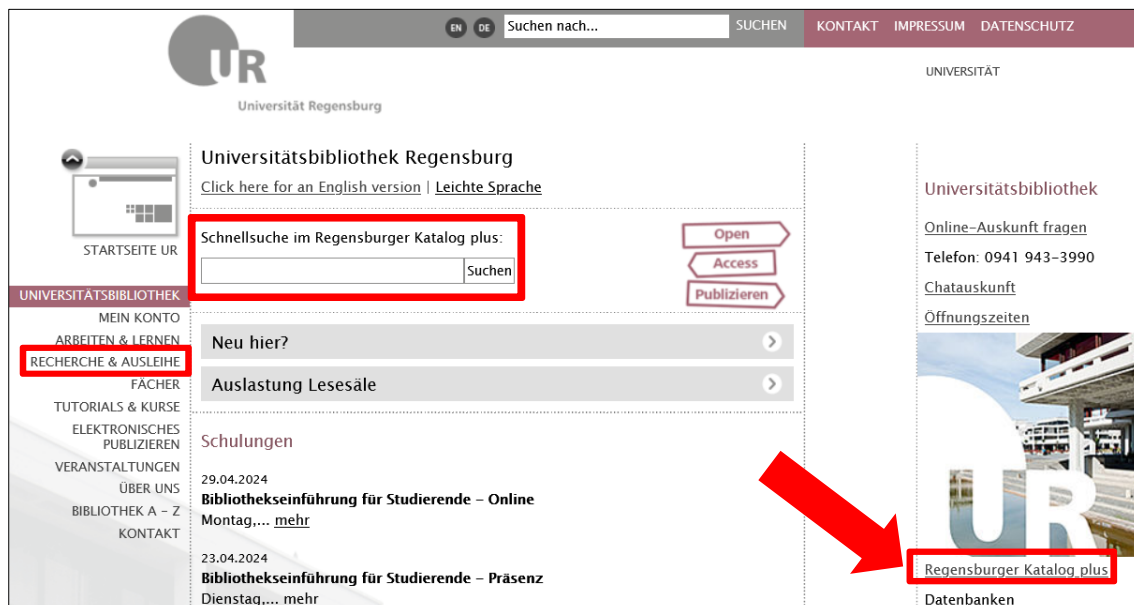 EN DE Suchen nach... SUCHEN KONTAKT IMPRESSUM DATENSCHUTZ
UR
Universität Regensburg
UNIVERSITÄT
STARTSEITE UR
UNIVERSITÄTSBIBLIOTHEK
MEIN KONTO
ARBEITEN & LERNEN
RECHERCHE & AUSLEIHE
FÄCHER
TUTORIALS & KURSE
ELEKTRONISCHES
PUBLIZIEREN
VERANSTALTUNGEN
ÜBER UNS
BIBLIOTHEK A – Z
KONTAKT
Universitätsbibliothek Regensburg
Click here for an English version | Leichte Sprache
Schnellsuche im Regensburger Katalog plus:
Suchen
Open
Access
Publizieren
Neu hier?
Auslastung Lesesäle
Schulungen
29.04.2024
Bibliothekseinführung für Studierende – Online
Montag,... mehr
23.04.2024
Bibliothekseinführung für Studierende – Präsenz
Dienstag,... mehr
Universitätsbibliothek
Online-Auskunft fragen
Telefon: 0941 943-3990
Chatauskunft
Öffnungszeiten
UR
Regensburger Katalog plus
Datenbanken